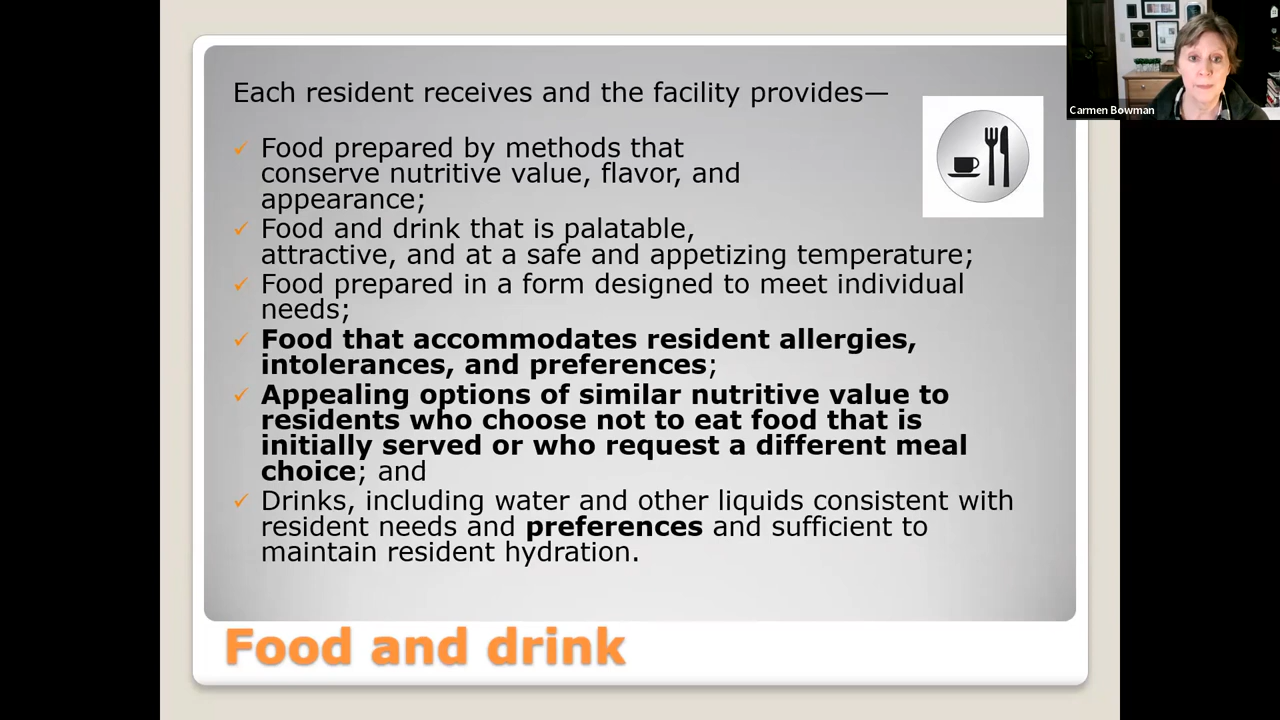 Each resident receives and the facility provides—
Food prepared by methods that
conserve nutritive value, flavor, and
appearance;
Food and drink that is palatable,
attractive, and at a safe and appetizing temperature;
Food prepared in a form designed to meet individual
needs;
Food that accommodates resident allergies,
intolerances, and preferences;
Appealing options of similar nutritive value to
residents who choose not to eat food that is
initially served or who request a different meal
choice; and
Drinks, including water and other liquids consistent with
resident needs and preferences and sufficient to
maintain resident hydration.
Food and drink
Carmen Bowman